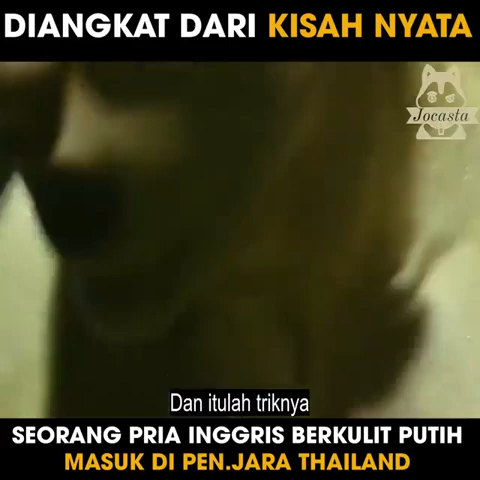 DIANGKAT DARI KISAH NYATA
Jocasta
Dan itulah triknya
SEORANG PRIA INGGRIS BERKULIT PUTIH
MASUK DI PEN.JARA THAILAND